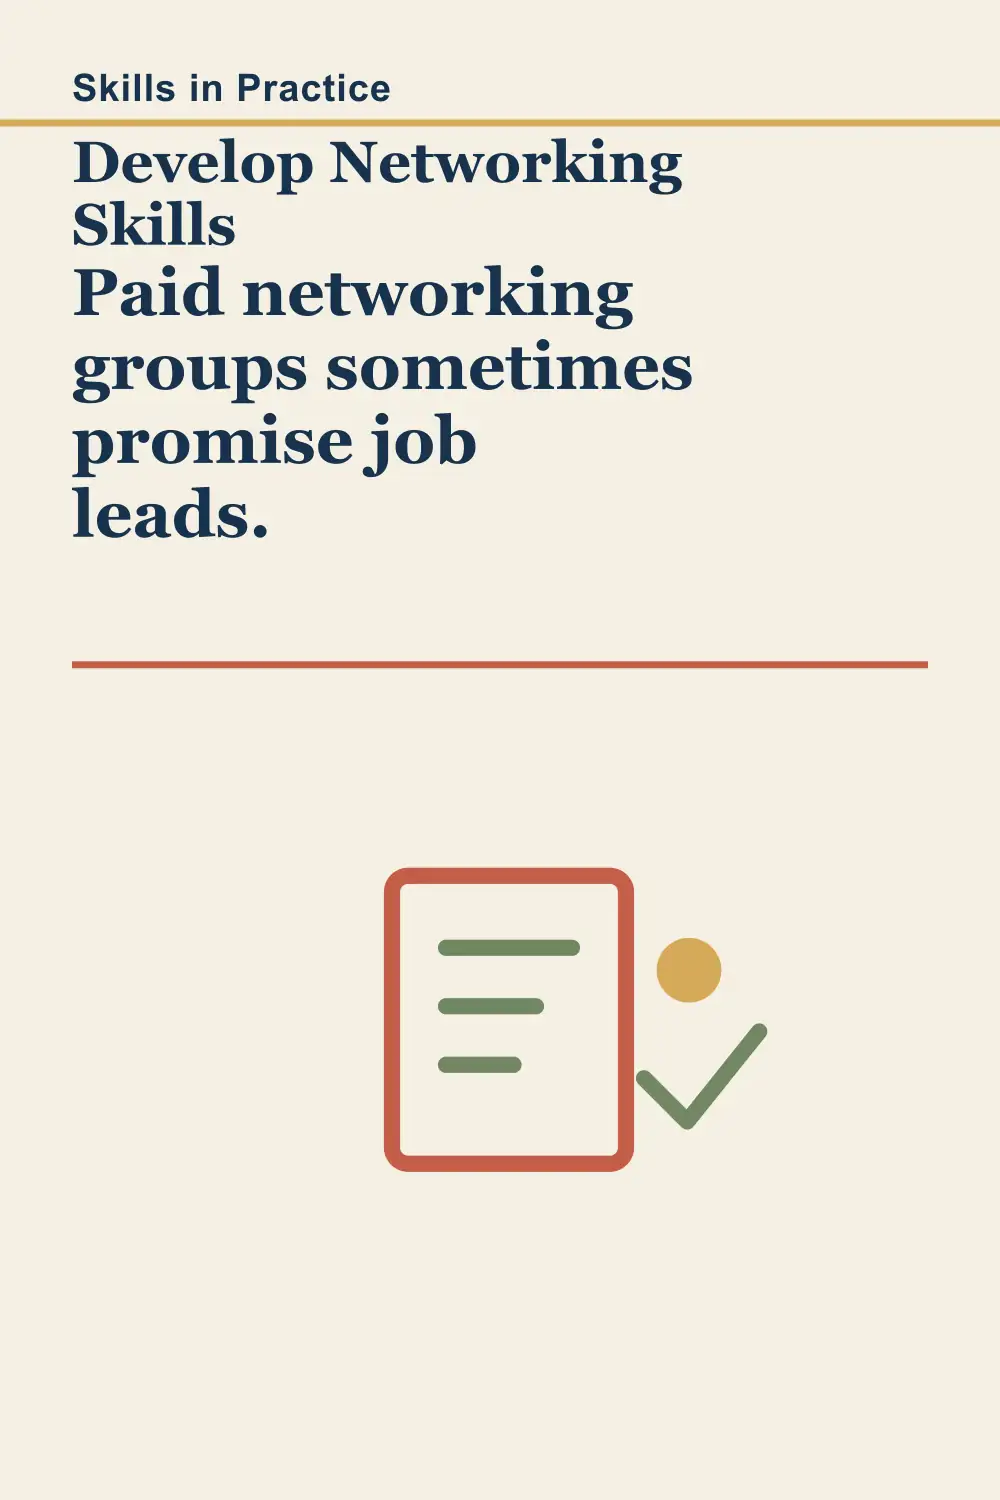 Skills in Practice
Develop Networking
Skills
Paid networking
groups sometimes
promise job
leads.